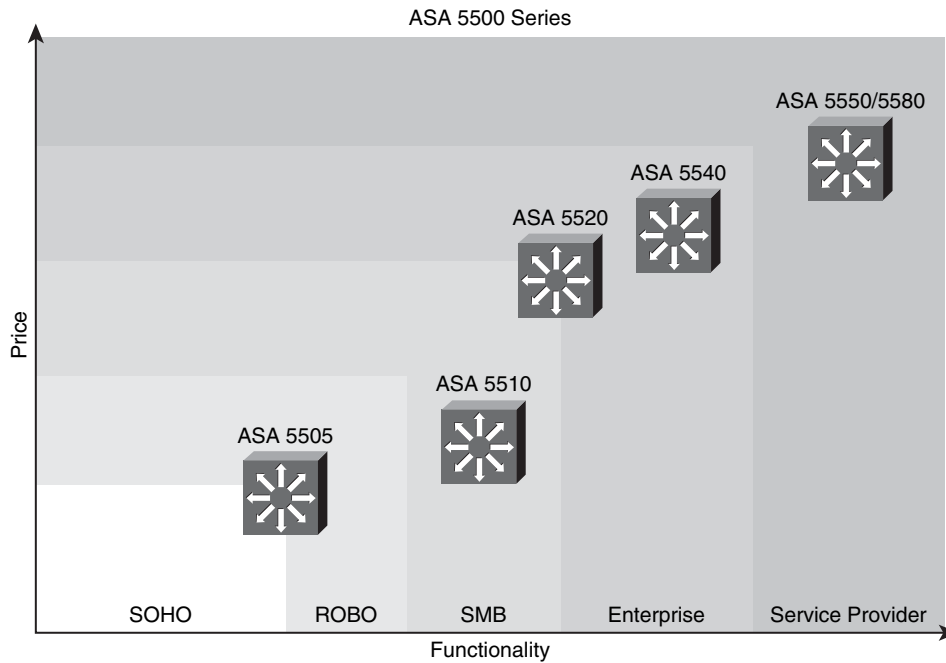 ASA 5500 Series
ASA 5550/5580
ASA 5540
ASA 5520
ASA 5510
ASA 5505
Price
SOHO
ROBO
SMB
Enterprise
Service Provider
Functionality